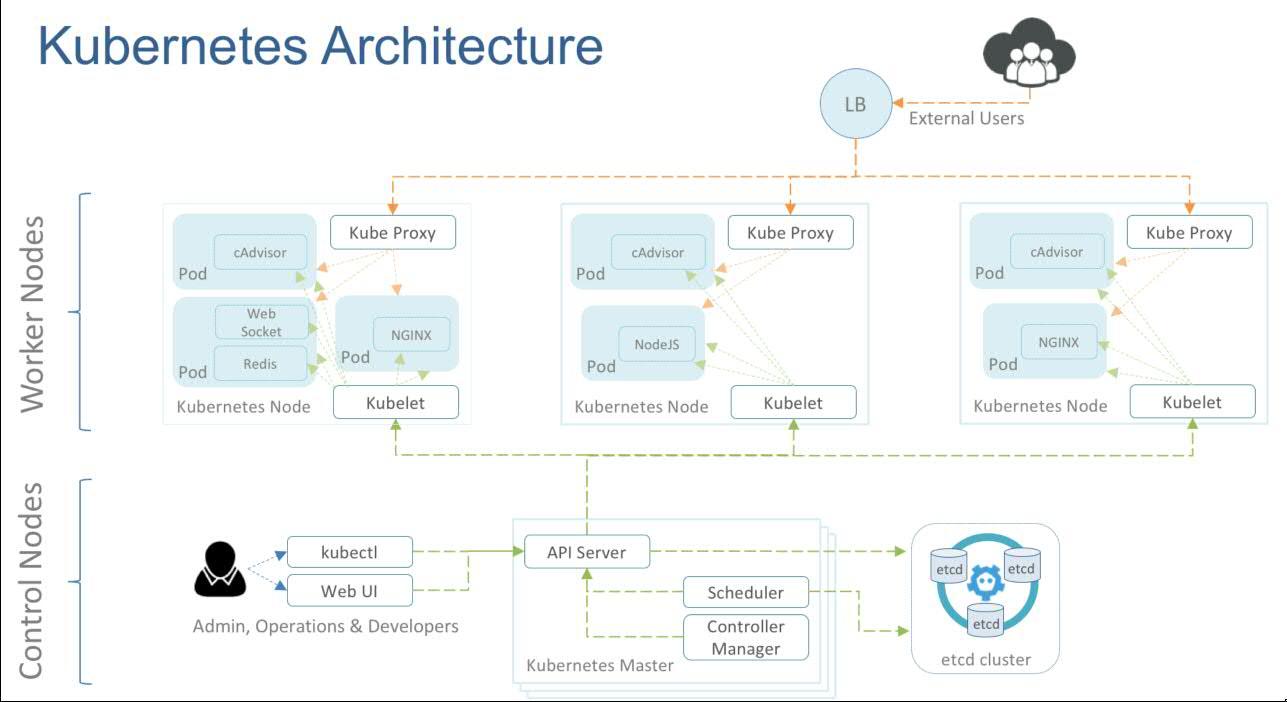 Kubernetes Architecture
LB
External Users
Worker Nodes
Kube Proxy
cAdvisor
Pod
Web
Socket
Redis
Pod
NGINX
Pod
Kubernetes Node
Kubelet
Kube Proxy
cAdvisor
Pod
NodeJS
Pod
Kubernetes Node
Kubelet
Kube Proxy
cAdvisor
Pod
NGINX
Pod
Kubernetes Node
Kubelet
Control Nodes
kubectl
Web UI
Admin, Operations & Developers
API Server
Scheduler
Controller
Manager
Kubernetes Master
etcd
etcd
etcd
etcd cluster